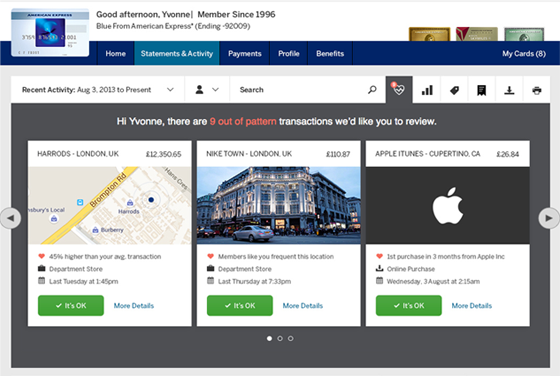 Good afternoon, Yvonne| Member Since 1996
AMERICAN EXPRESS
Blue From American Express® (Ending -92009)
Home
Statements & Activity
Payments
Profile
Benefits
My Cards (8)
Recent Activity: Aug 3, 2013 to Present
Search
Hi Yvonne, there are 9 out of pattern transactions we'd like you to review.
HARRODS - LONDON, UK £12,350.65
NIKE TOWN - LONDON, UK £110.87
APPLE ITUNES - CUPERTINO, CA £26.84
Brompton Rd
Hans Cres
nsbury's Local
Harrods
Burberry
45% higher than your avg. transaction
Department Store
Last Tuesday at 1:45pm
It's OK
More Details
Members like you frequent this location
Department Store
Last Thursday at 7:33pm
It's OK
More Details
1st purchase in 3 months from Apple Inc
Online Purchase
Wednesday, 3 August at 2:15am
It's OK
More Details